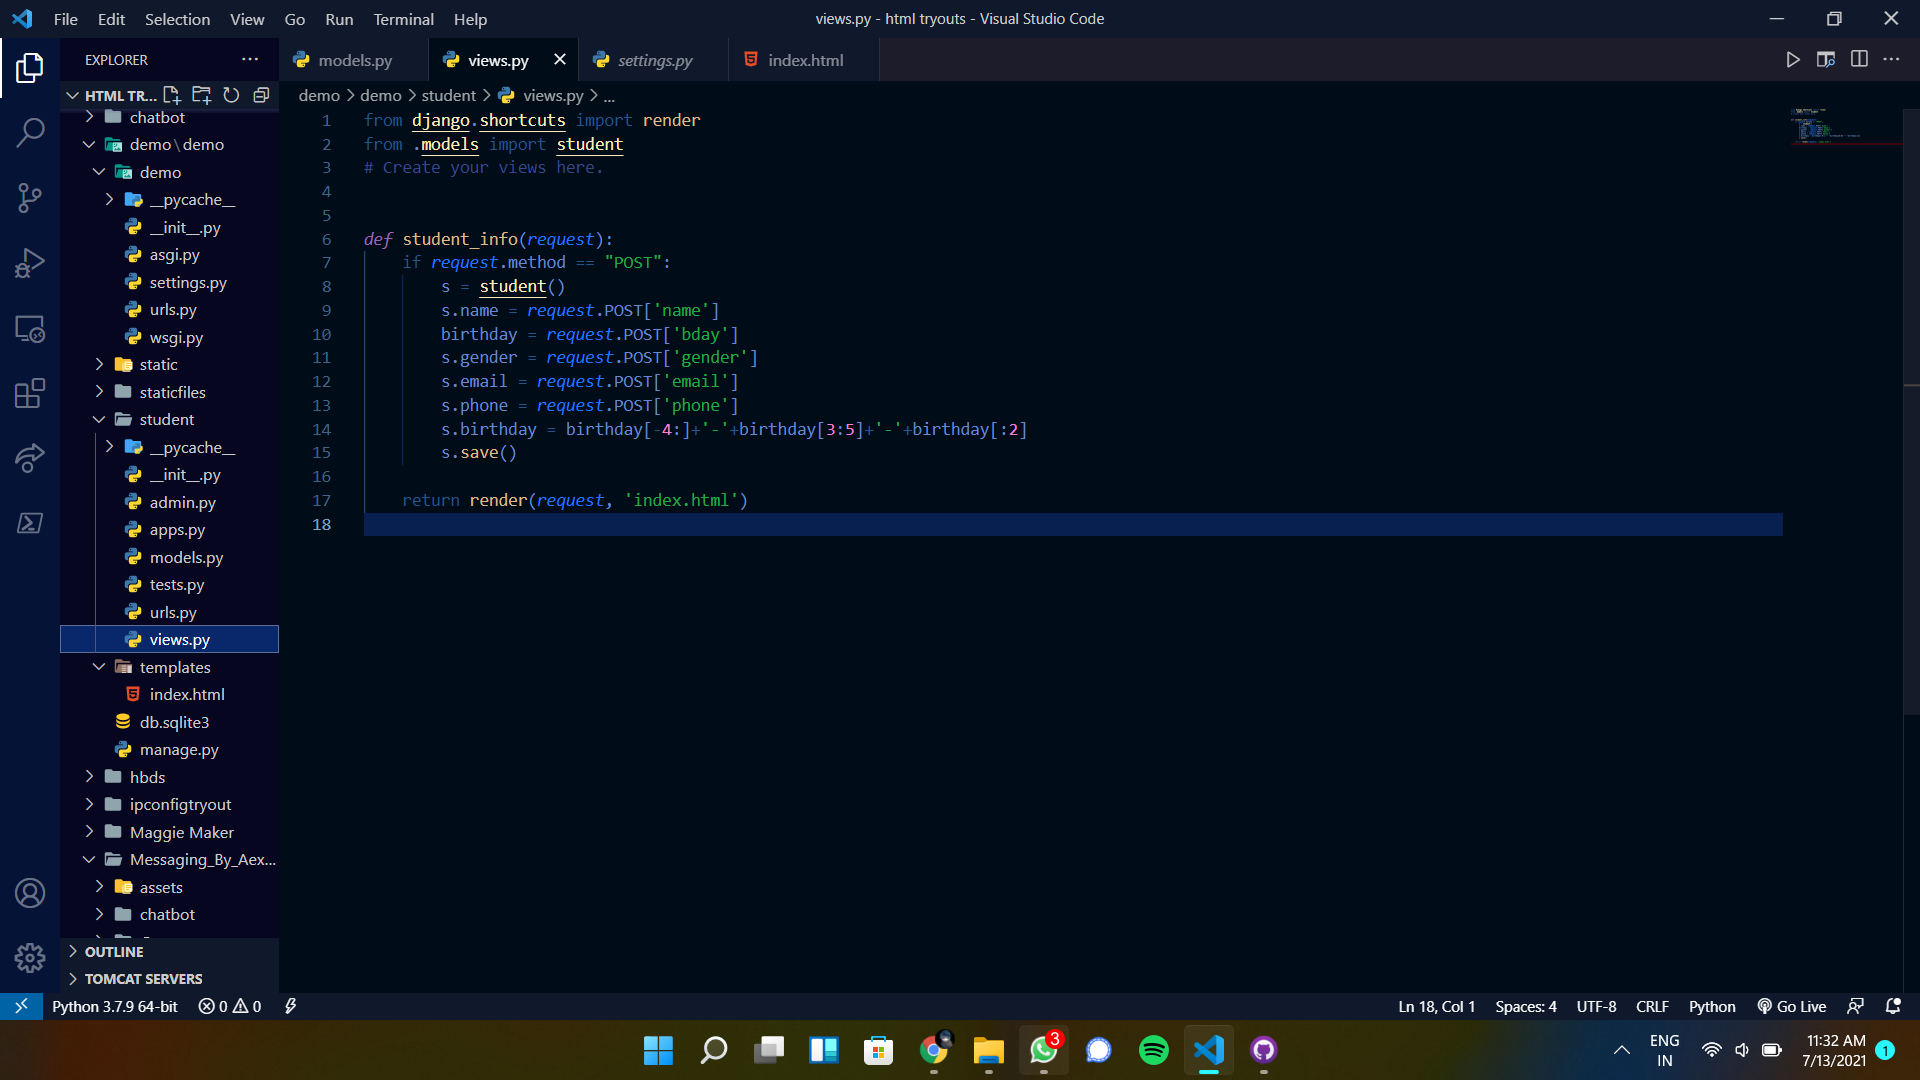 File Edit Selection View Go Run Terminal Help
views.py - html tryouts - Visual Studio Code
EXPLORER
HTML TR...
chatbot
demo\demo
demo
__pycache__
__init__.py
asgi.py
settings.py
urls.py
wsgi.py
static
staticfiles
student
__pycache__
__init__.py
admin.py
apps.py
models.py
tests.py
urls.py
views.py
templates
index.html
db.sqlite3
manage.py
hbds
ipconfigtryout
Maggie Maker
Messaging_By_Aex...
assets
chatbot
OUTLINE
TOMCAT SERVERS
models.py views.py settings.py index.html
demo > demo > student > views.py > ...
1 from django.shortcuts import render
2 from .models import student
3 # Create your views here.
4
5
6 def student_info(request):
7 if request.method == "POST":
8 s = student()
9 s.name = request.POST['name']
10 birthday = request.POST['bday']
11 s.gender = request.POST['gender']
12 s.email = request.POST['email']
13 s.phone = request.POST['phone']
14 s.birthday = birthday[-4:]+'-'+birthday[3:5]+'-'+birthday[:2]
15 s.save()
16
17 return render(request, 'index.html')
18
Python 3.7.9 64-bit 0 0
Ln 18, Col 1 Spaces: 4 UTF-8 CRLF Python Go Live
3
ENG
IN
11:32 AM
7/13/2021
1